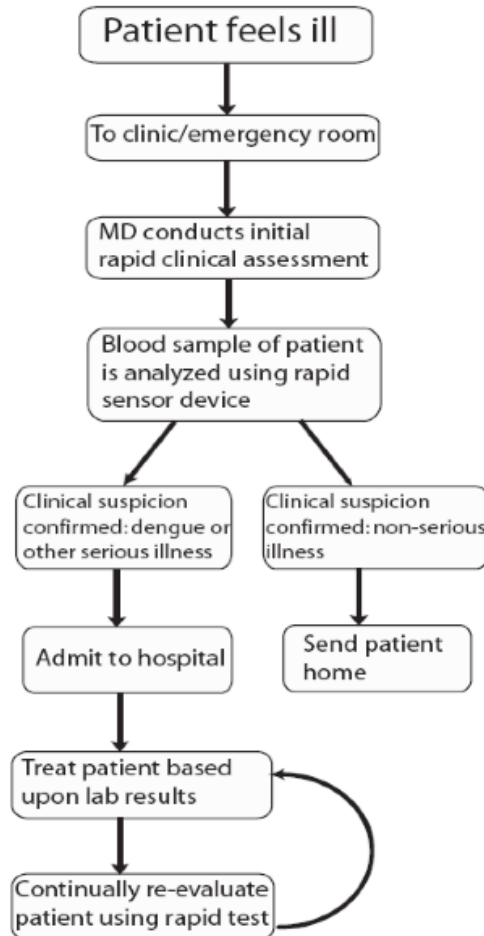 Patient feels ill
To clinic/emergency room
MD conducts initial
rapid clinical assessment
Blood sample of patient
is analyzed using rapid
sensor device
Clinical suspicion
confirmed: dengue or
other serious illness
Clinical suspicion
confirmed: non-serious
illness
Admit to hospital
Send patient
home
Treat patient based
upon lab results
Continually re-evaluate
patient using rapid test